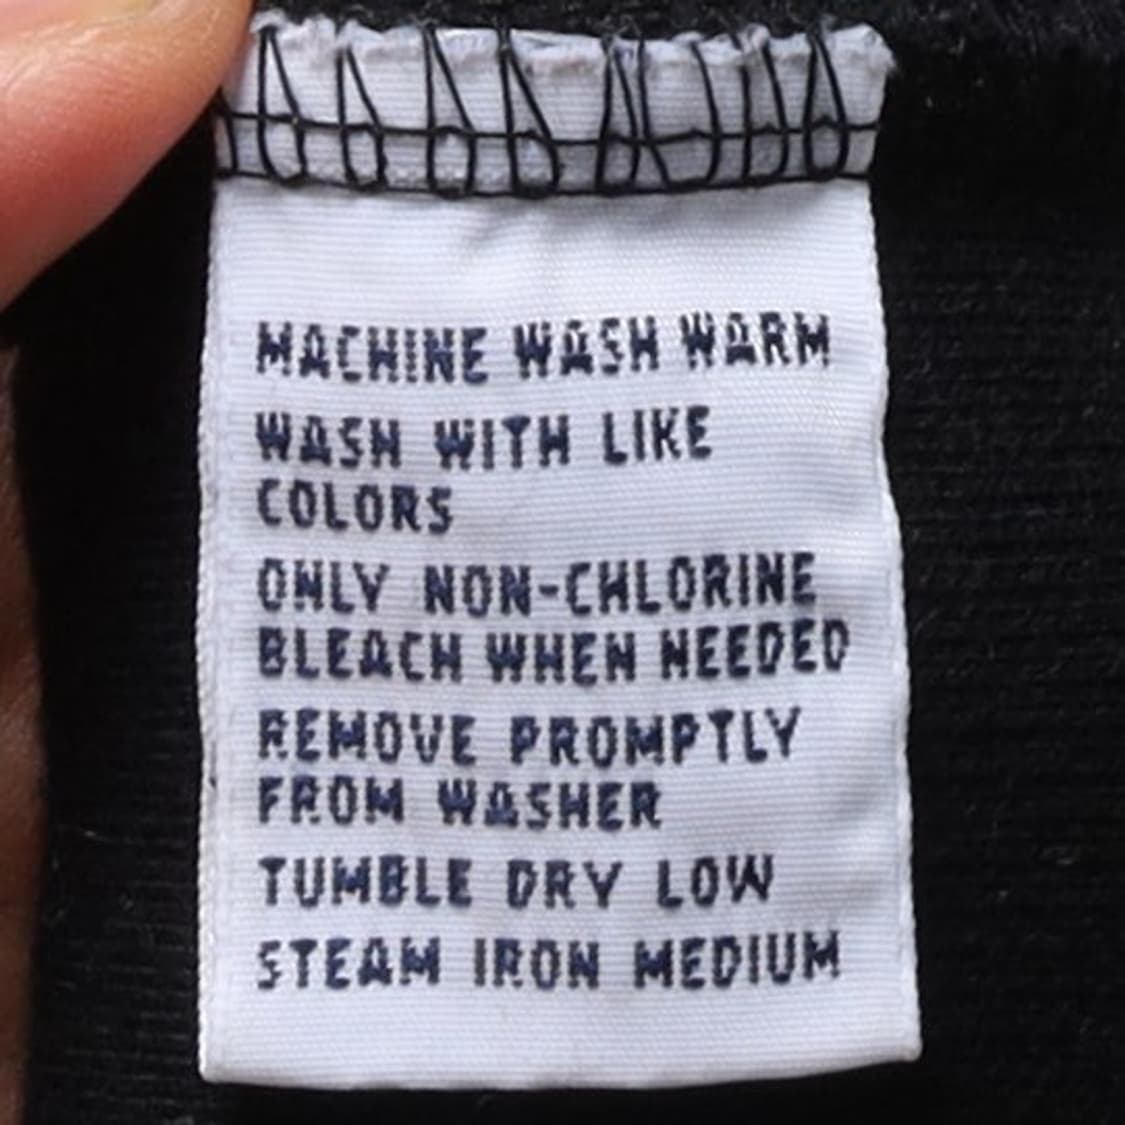 MACHINE WASH WARM
WASH WITH LIKE
COLORS
ONLY NON-CHLORINE
BLEACH WHEN NEEDED
REMOVE PROMPTLY
FROM WASHER
TUMBLE DRY LOW
STEAM IRON MEDIUM